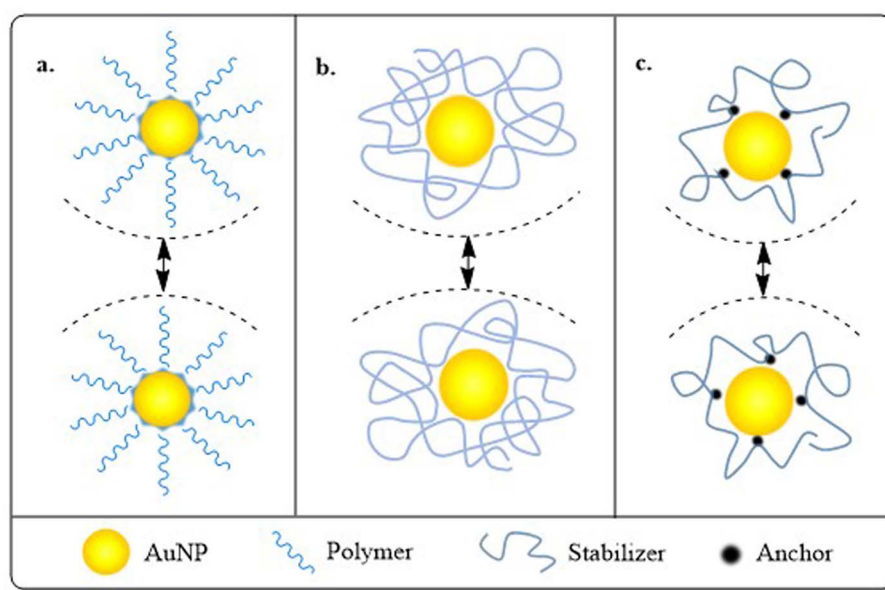 a.
b.
c.
AuNP
Polymer
Stabilizer
Anchor